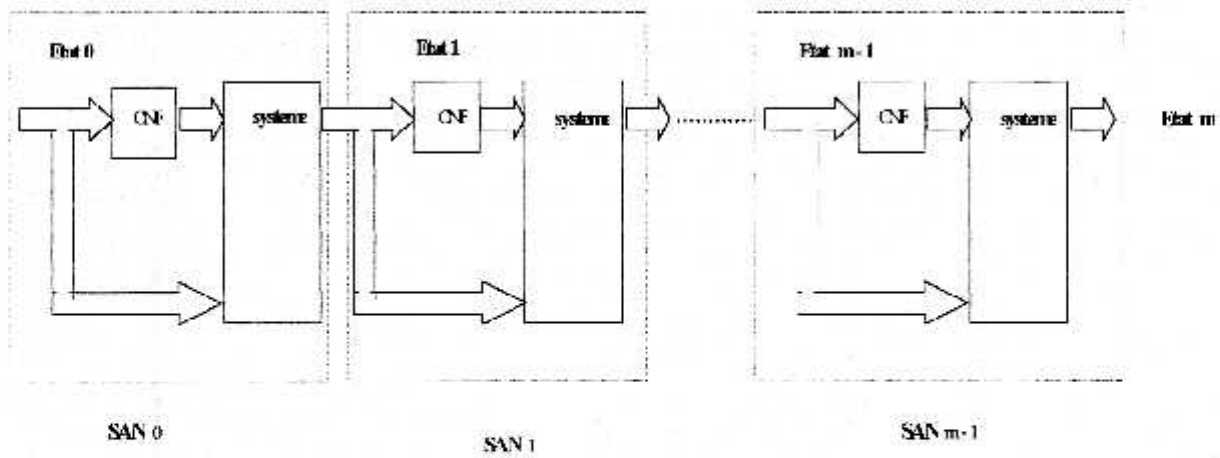 Etat 0
Etat 1
Etat m-1
CNF
systeme
CNF
systeme
CNF
systeme
Etat m
SAN 0
SAN 1
SAN m-1